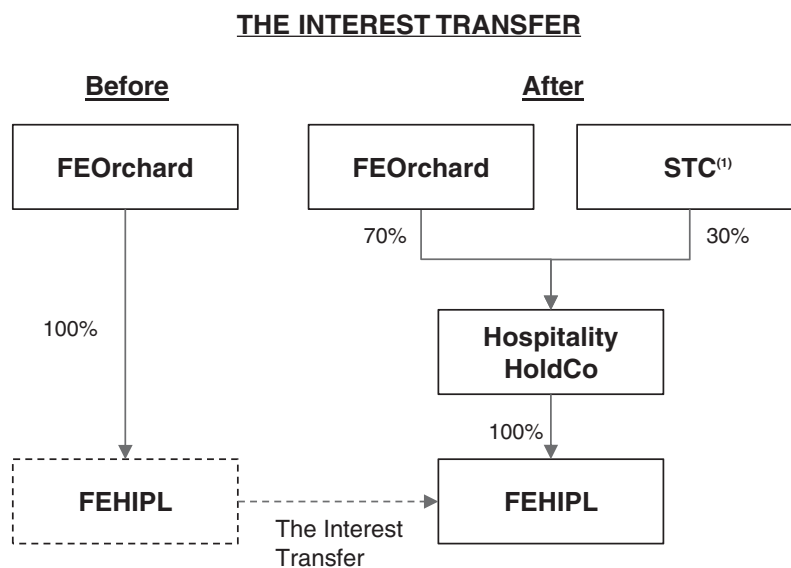 THE INTEREST TRANSFER
Before
After
FEOrchard
FEOrchard
STC(1)
70%
30%
100%
Hospitality
HoldCo
100%
FEHIPL
FEHIPL
The Interest
Transfer